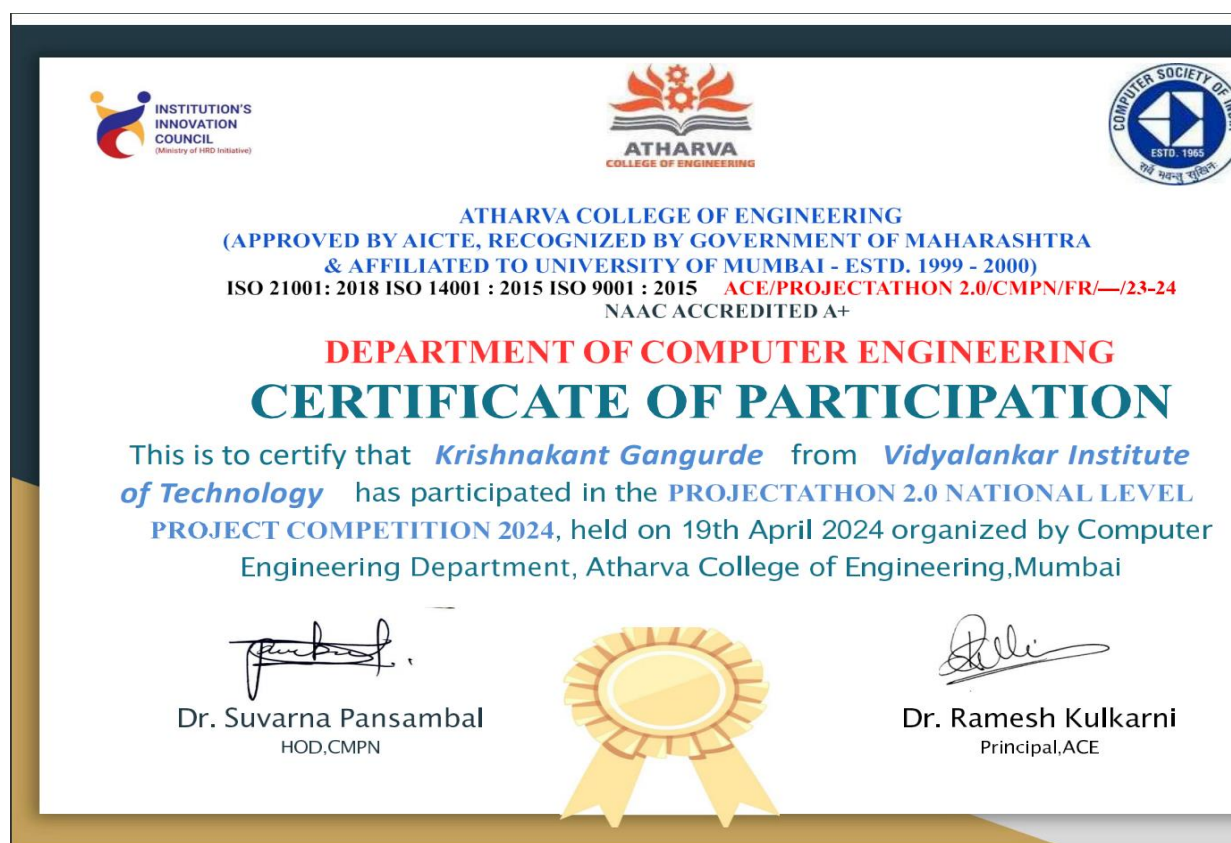 INSTITUTION'S
INNOVATION
COUNCIL
(Ministry of HRD Initiative)
ATHARVA
COLLEGE OF ENGINEERING
COMPUTER SOCIETY OF
ESTD. 1965
सर्वे भवन्तु सुखिनः
ATHARVA COLLEGE OF ENGINEERING
(APPROVED BY AICTE, RECOGNIZED BY GOVERNMENT OF MAHARASHTRA
& AFFILIATED TO UNIVERSITY OF MUMBAI - ESTD. 1999 - 2000)
ISO 21001: 2018 ISO 14001 : 2015 ISO 9001 : 2015 ACE/PROJECTATHON 2.0/CMPN/FR/—/23-24
NAAC ACCREDITED A+
DEPARTMENT OF COMPUTER ENGINEERING
CERTIFICATE OF PARTICIPATION
This is to certify that Krishnakant Gangurde from Vidyalankar Institute
of Technology has participated in the PROJECTATHON 2.0 NATIONAL LEVEL
PROJECT COMPETITION 2024, held on 19th April 2024 organized by Computer
Engineering Department, Atharva College of Engineering,Mumbai
Dr. Suvarna Pansambal
HOD,CMPN
Dr. Ramesh Kulkarni
Principal,ACE